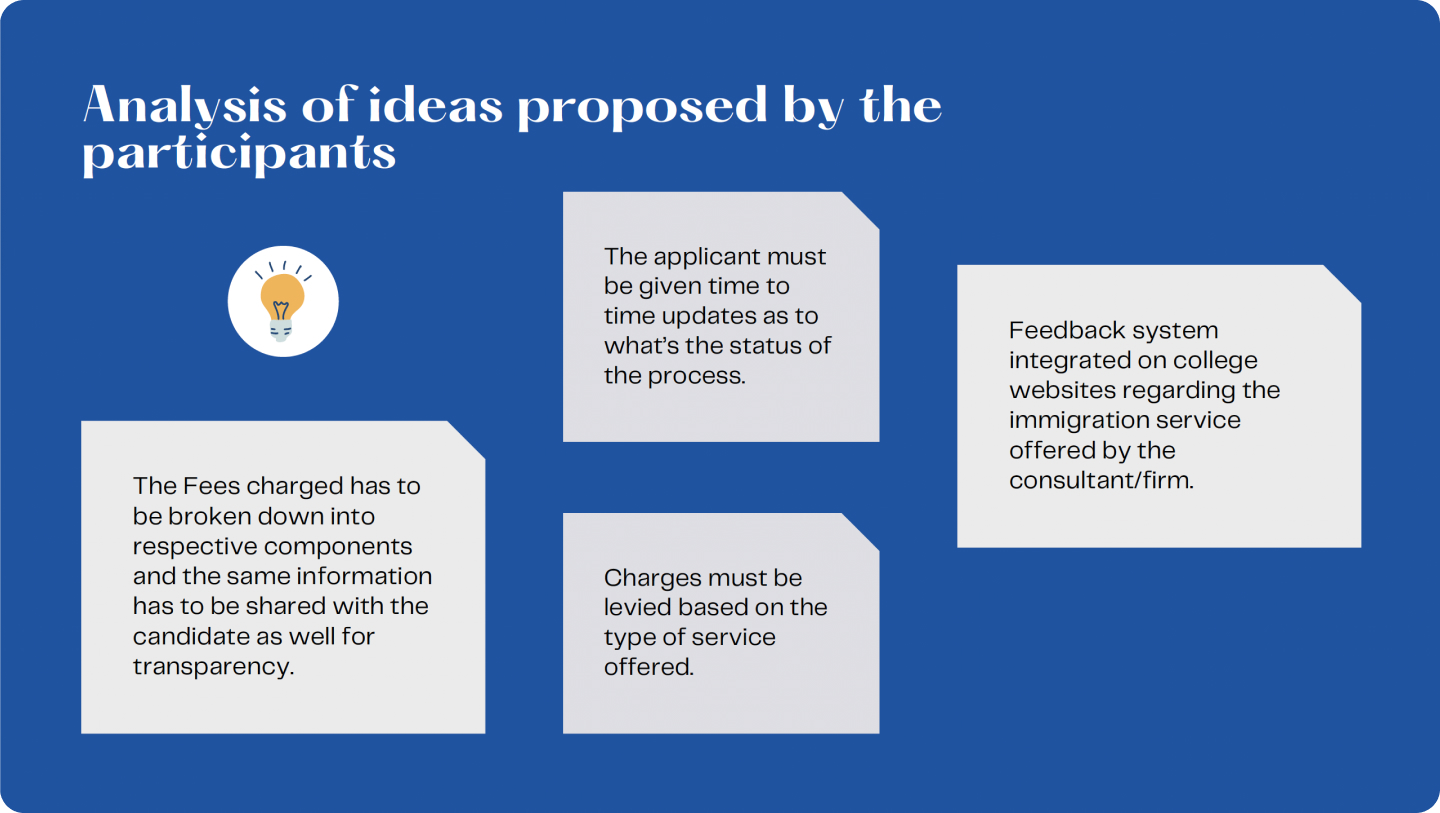 Analysis of ideas proposed by the
participants
The Fees charged has to
be broken down into
respective components
and the same information
has to be shared with the
candidate as well for
transparency.
The applicant must
be given time to
time updates as to
what’s the status of
the process.
Charges must be
levied based on the
type of service
offered.
Feedback system
integrated on college
websites regarding the
immigration service
offered by the
consultant/firm.